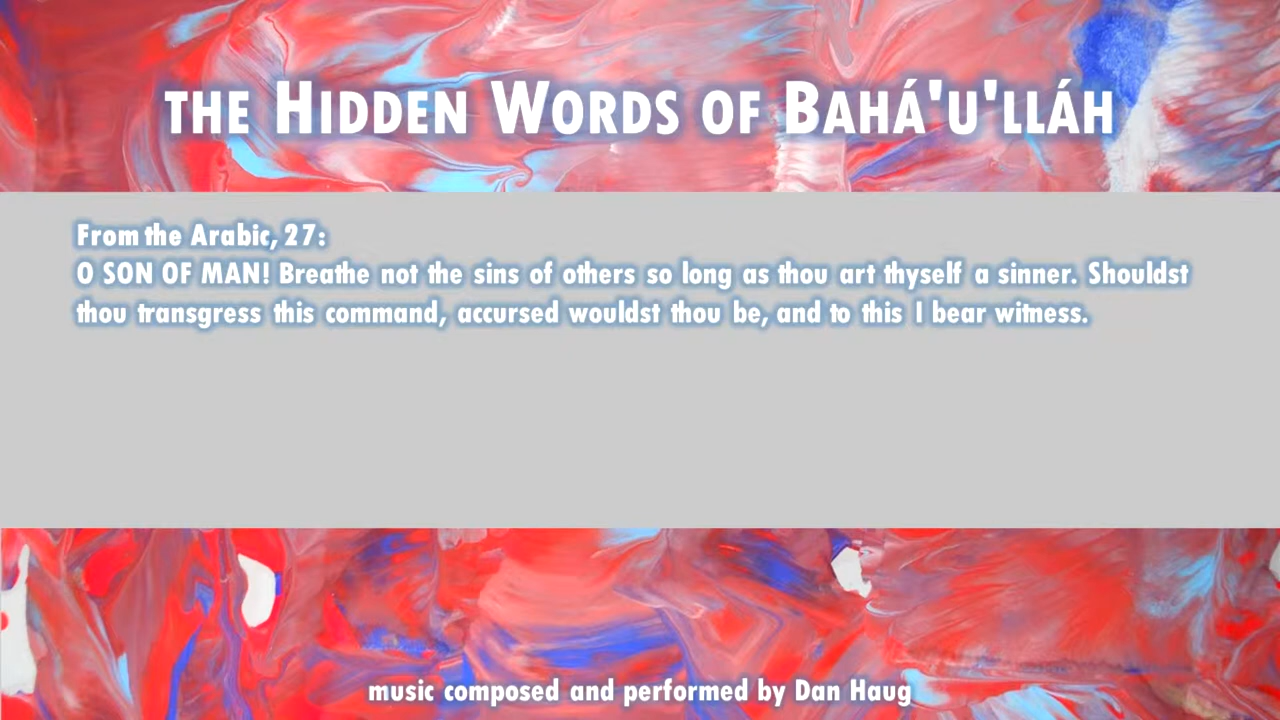 THE HIDDEN WORDS OF BAHÁ'U'LLÁH
From the Arabic, 27:
O SON OF MAN! Breathe not the sins of others so long as thou art thyself a sinner. Shouldst
thou transgress this command, accursed wouldst thou be, and to this I bear witness.
music composed and performed by Dan Haug